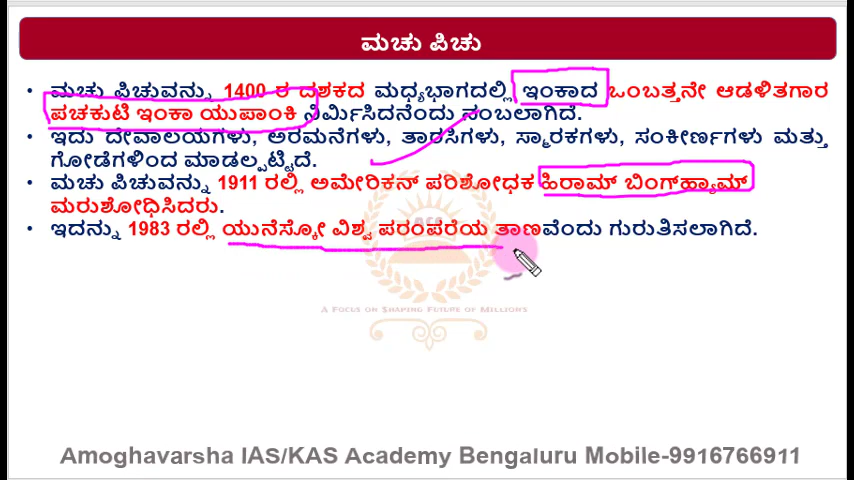 ಮಚು ಪಿಚು
• ಮಚು ಪಿಚುವನ್ನು 1400 ರ ದಶಕದ ಮಧ್ಯಭಾಗದಲ್ಲಿ ಇಂಕಾದ ಒಂಬತ್ತನೇ ಆಡಳಿತಗಾರ
ಪಚಕುಟಿ ಇಂಕಾ ಯುಪಾಂಕಿ ನಿರ್ಮಿಸಿದನೆಂದು ನಂಬಲಾಗಿದೆ.
• ಇದು ದೇವಾಲಯಗಳು, ಅರಮನೆಗಳು, ತಾರಸಿಗಳು, ಸ್ಮಾರಕಗಳು, ಸಂಕೀರ್ಣಗಳು ಮತ್ತು
ಗೋಡೆಗಳಿಂದ ಮಾಡಲ್ಪಟ್ಟಿದೆ.
• ಮಚು ಪಿಚುವನ್ನು 1911 ರಲ್ಲಿ ಅಮೇರಿಕನ್ ಪರಿಶೋಧಕ ಹಿರಾಮ್ ಬಿಂಗ್‌ಹ್ಯಾಮ್
ಮರುಶೋಧಿಸಿದರು.
• ಇದನ್ನು 1983 ರಲ್ಲಿ ಯುನೆಸ್ಕೋ ವಿಶ್ವ ಪರಂಪರೆಯ ತಾಣವೆಂದು ಗುರುತಿಸಲಾಗಿದೆ.
A Focus on Shaping Future of Millions
Amoghavarsha IAS/KAS Academy Bengaluru Mobile-9916766911